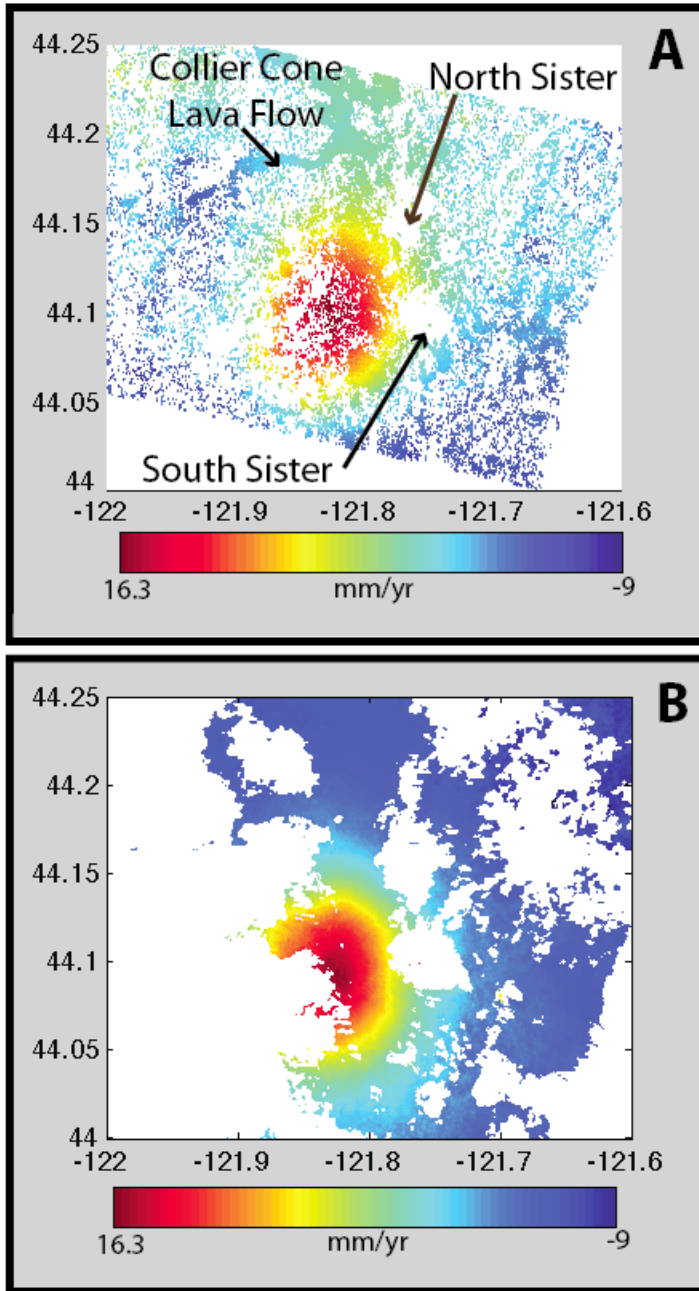 A
44.25
Collier Cone
North Sister
44.2
Lava Flow
44.15
44.1
44.05
South Sister
44
-122 -121.9 -121.8 -121.7 -121.6
16.3 mm/yr -9
B
44.25
44.2
44.15
44.1
44.05
44
-122 -121.9 -121.8 -121.7 -121.6
16.3 mm/yr -9